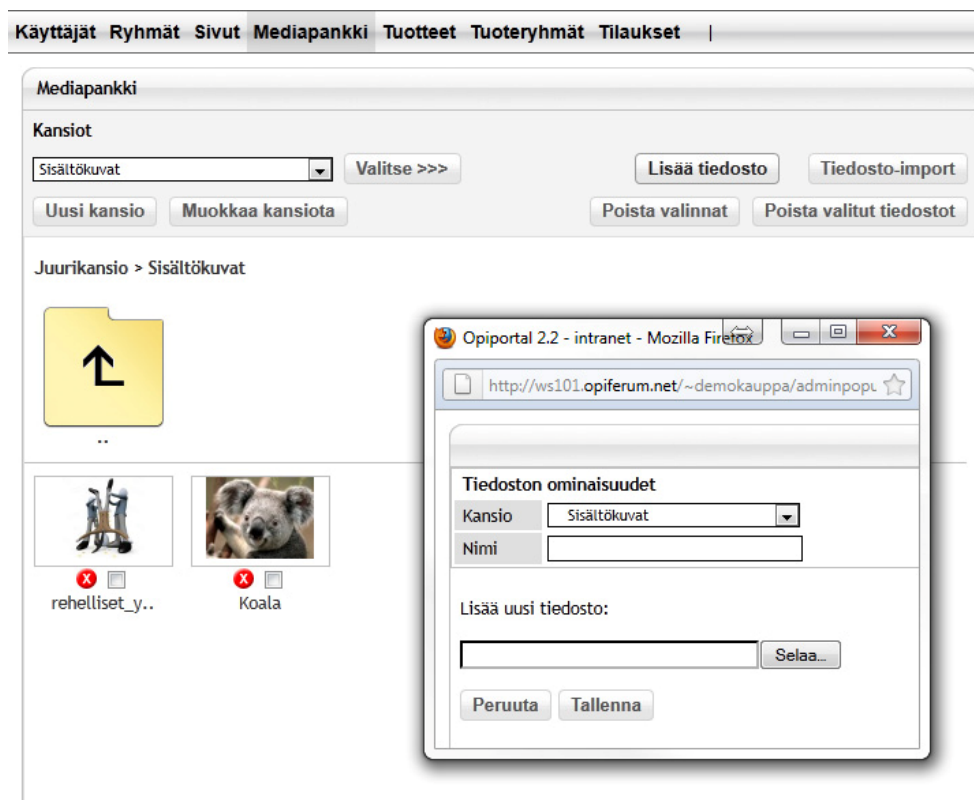 Käyttäjät Ryhmät Sivut Mediapankki Tuotteet Tuoteryhmät Tilaukset |
Mediapankki
Kansiot
Sisältökuvat Valitse >>> Lisää tiedosto Tiedosto-import
Uusi kansio Muokkaa kansiota Poista valinnat Poista valitut tiedostot
Juurikansio > Sisältökuvat
..
rehelliset_y..
Koala
Opiportal 2.2 - intranet - Mozilla Firefox
http://ws101.opiferum.net/~demokauppa/adminpopu
Tiedoston ominaisuudet
Kansio Sisältökuvat
Nimi
Lisää uusi tiedosto:
Selaa...
Peruuta Tallenna